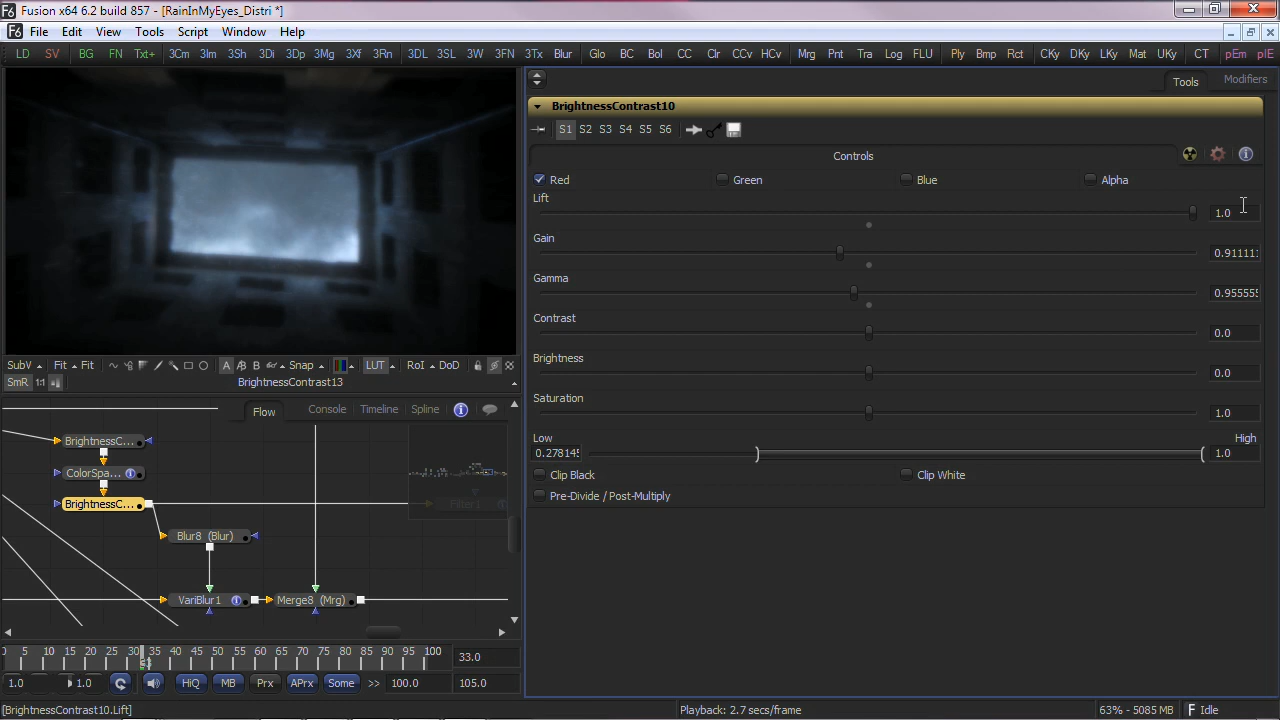 Fusion x64 6.2 build 857 - [RainInMyEyes_Distri *]
File Edit View Tools Script Window Help
LD SV BG FN Txt+ 3Cm 3Im 3Sh 3Di 3Dp 3Mg 3Xf 3Rn 3DL 3SL 3W 3FN 3Tx Blur Glo BC Bol CC Clr CCv HCv Mrg Pnt Tra Log FLU Ply Bmp Rct CKy DKy LKy Mat UKy CT pEm pIE
Tools Modifiers
BrightnessContrast10
S1 S2 S3 S4 S5 S6
Controls
Red Green Blue Alpha
Lift
1.0
Gain
0.91111
Gamma
0.95555
Contrast
0.0
Brightness
0.0
Saturation
1.0
Low High
0.27814 1.0
Clip Black Clip White
Pre-Divide / Post-Multiply
SubV Fit Fit A B Snap LUT RoI DoD
SmR 1:1 BrightnessContrast13
Flow Console Timeline Spline
BrightnessC...
ColorSpa...
BrightnessC...
Blur8 (Blur)
VariBlur1 Merge8 (Mrg)
5 10 15 20 25 30 35 40 45 50 55 60 65 70 75 80 85 90 95 100 33.0
1.0 1.0 HiQ MB Prx APrx Some >> 100.0 105.0
[BrightnessContrast10.Lift] Playback: 2.7 secs/frame 63% - 5085 MB Idle